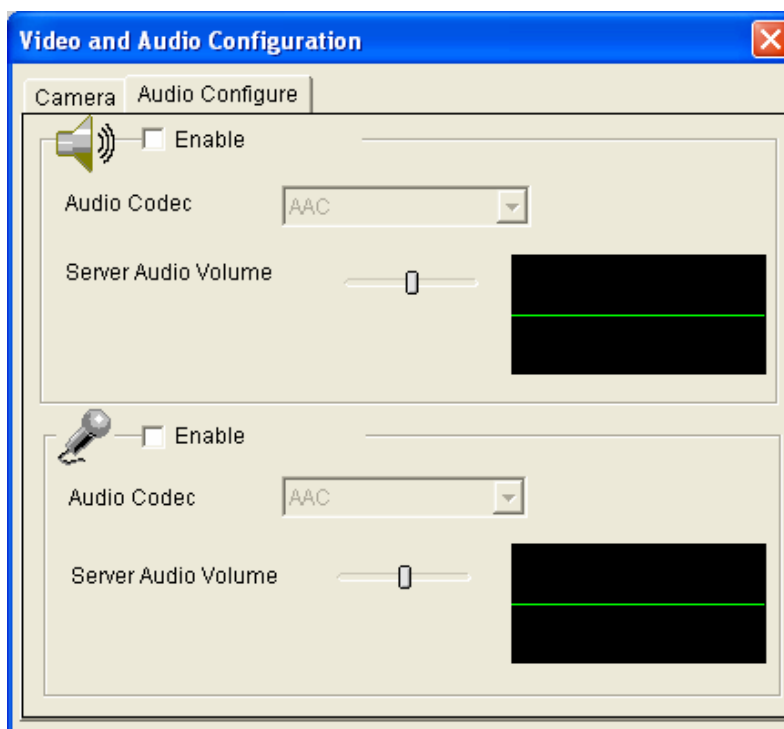 Video and Audio Configuration
Camera
Audio Configure
Enable
Audio Codec
AAC
Server Audio Volume
Enable
Audio Codec
AAC
Server Audio Volume